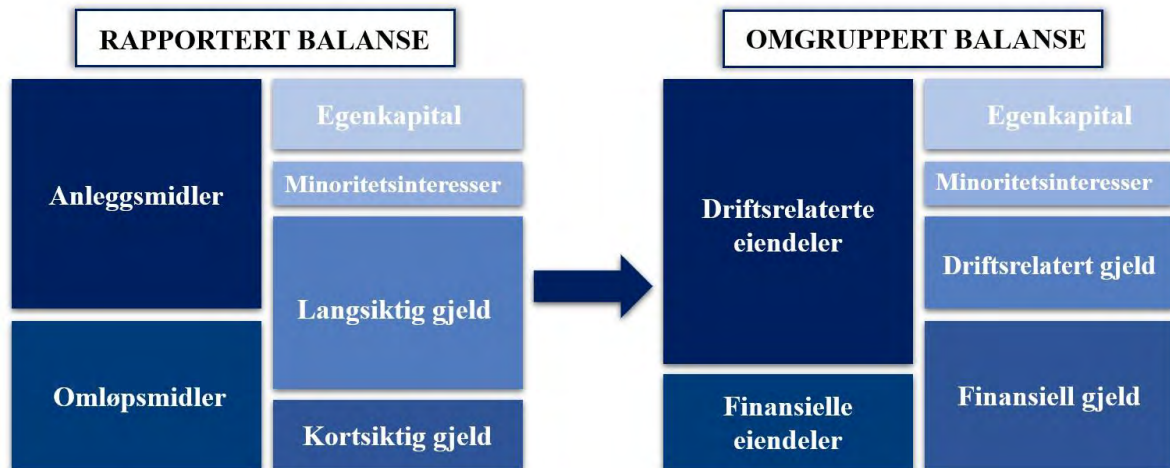 RAPPORTERT BALANSE
Anleggsmidler
Omløpsmidler
Egenkapital
Minoritetsinteresser
Langsiktig gjeld
Kortsiktig gjeld
OMGRUPPERT BALANSE
Driftsrelaterte
eiendeler
Finansielle
eiendeler
Egenkapital
Minoritetsinteresser
Driftsrelatert gjeld
Finansiell gjeld